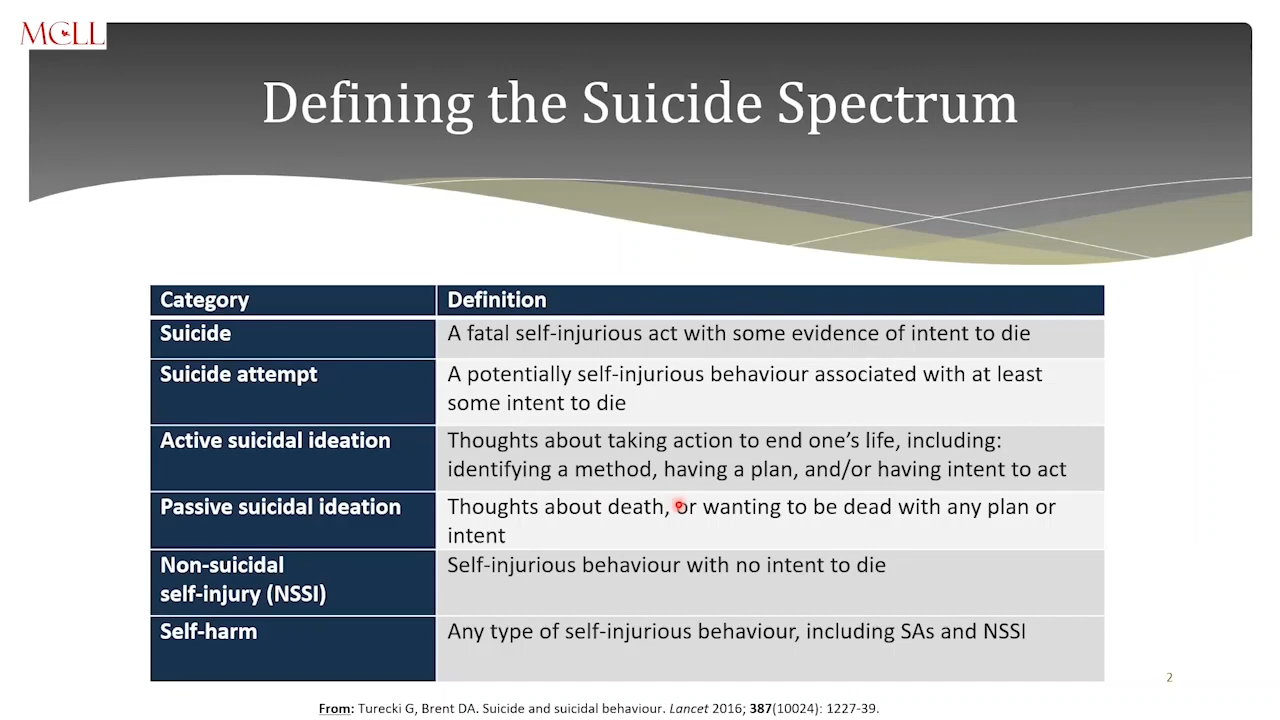 MCLL
Defining the Suicide Spectrum
Category
Definition
Suicide
A fatal self-injurious act with some evidence of intent to die
Suicide attempt
A potentially self-injurious behaviour associated with at least
some intent to die
Active suicidal ideation
Thoughts about taking action to end one’s life, including:
identifying a method, having a plan, and/or having intent to act
Passive suicidal ideation
Thoughts about death, or wanting to be dead with any plan or
intent
Non-suicidal
self-injury (NSSI)
Self-injurious behaviour with no intent to die
Self-harm
Any type of self-injurious behaviour, including SAs and NSSI
2
From: Turecki G, Brent DA. Suicide and suicidal behaviour. Lancet 2016; 387(10024): 1227-39.